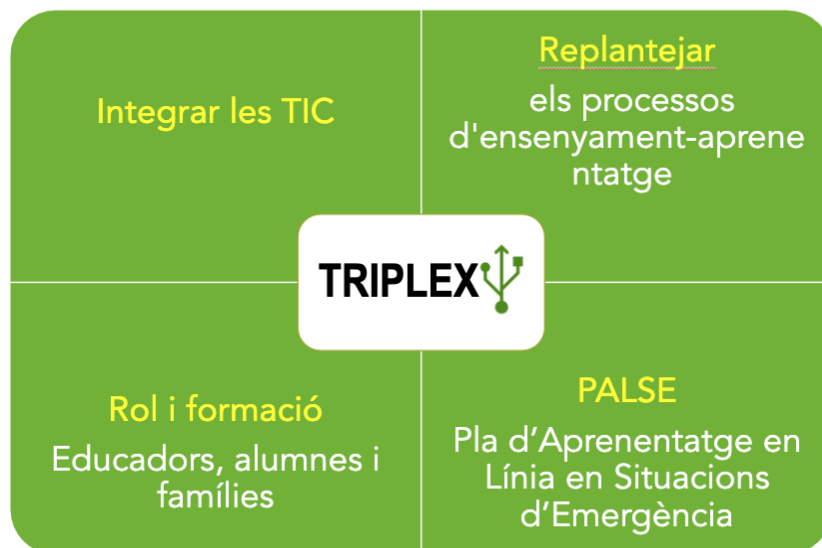 Integrar les TIC
Replantejar
els processos
d'ensenyament-aprene
ntatge
TRIPLEX
Rol i formació
Educadors, alumnes i
famílies
PALSE
Pla d’Aprenentatge en
Línia en Situacions
d’Emergència